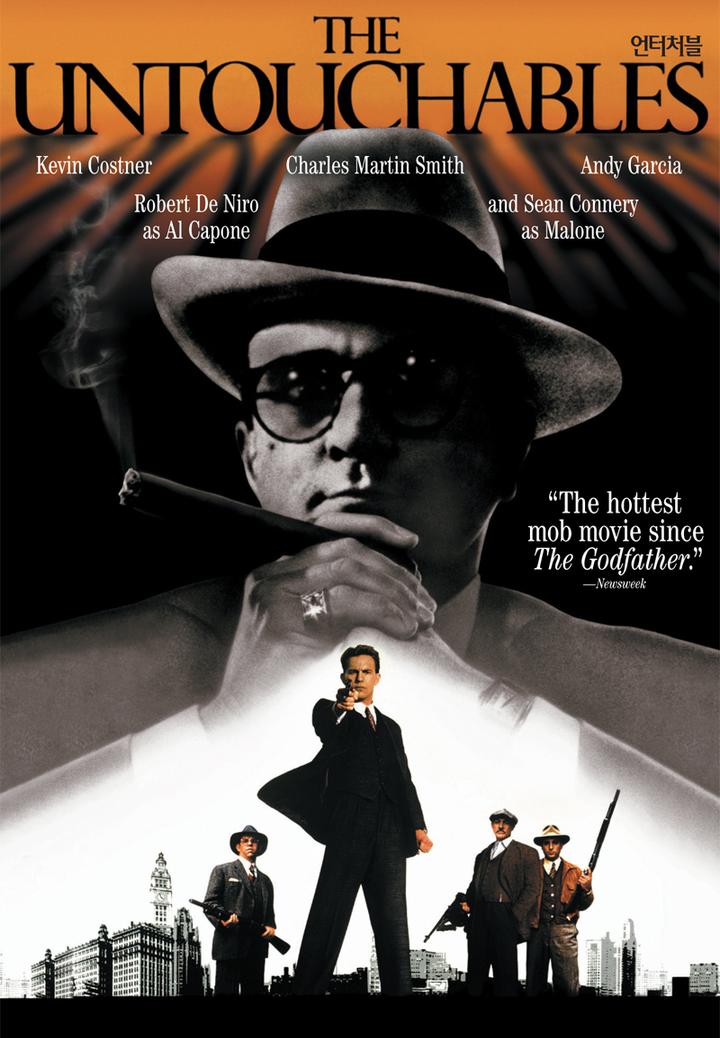 THE
언터처블
UNTOUCHABLES
Kevin Costner
Charles Martin Smith
Andy Garcia
Robert De Niro
as Al Capone
and Sean Connery
as Malone
“The hottest
mob movie since
The Godfather.”
—Newsweek